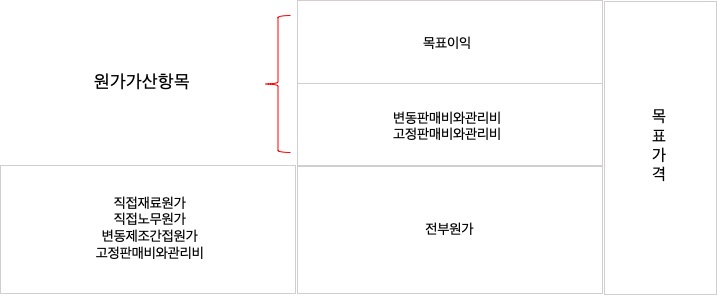 목표이익
원가가산항목
변동판매비와관리비
고정판매비와관리비
목
표
가
격
직접재료원가
직접노무원가
변동제조간접원가
고정판매비와관리비
전부원가